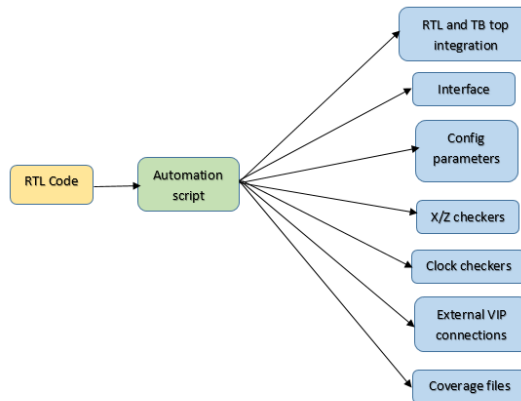 RTL and TB top
integration
Interface
Config
parameters
RTL Code
Automation
script
X/Z checkers
Clock checkers
External VIP
connections
Coverage files